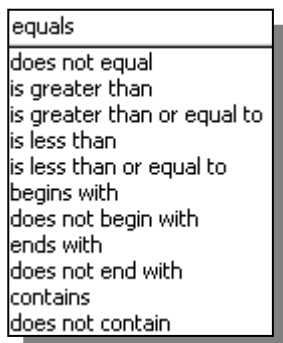 equals
does not equal
is greater than
is greater than or equal to
is less than
is less than or equal to
begins with
does not begin with
ends with
does not end with
contains
does not contain